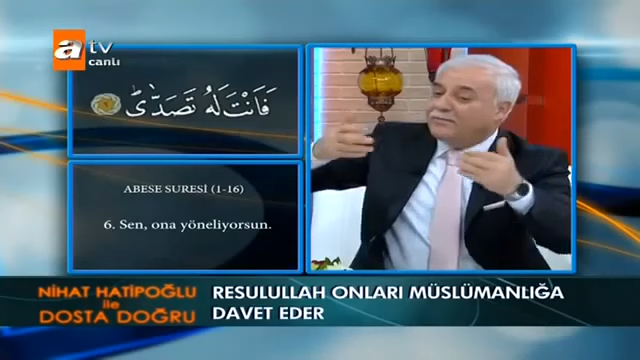 atv
canlı
فَاَنْتَ لَهُ تَصَدّٰىۜ
ABESE SURESİ (1-16)
6. Sen, ona yöneliyorsun.
NİHAT HATİPOĞLU
ile
DOSTA DOĞRU
RESULULLAH ONLARI MÜSLÜMANLIĞA
DAVET EDER